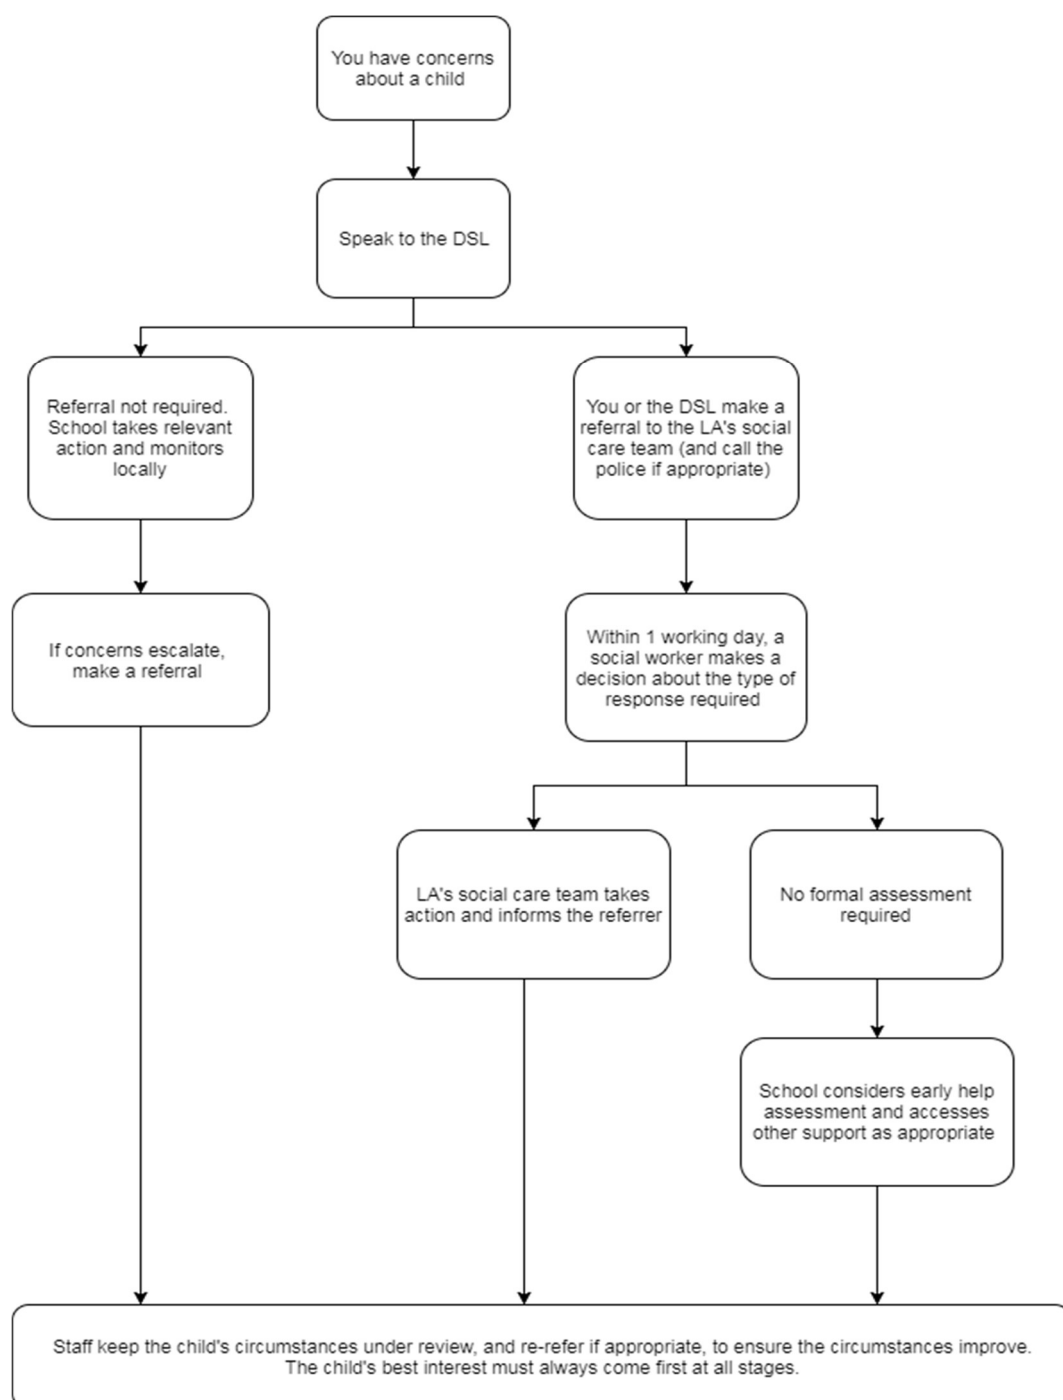 You have concerns
about a child
Speak to the DSL
Referral not required.
School takes relevant
action and monitors
locally
You or the DSL make a
referral to the LA's social
care team (and call the
police if appropriate)
If concerns escalate,
make a referral
Within 1 working day, a
social worker makes a
decision about the type of
response required
LA's social care team takes
action and informs the referrer
No formal assessment
required
School considers early help
assessment and accesses
other support as appropriate
Staff keep the child's circumstances under review, and re-refer if appropriate, to ensure the circumstances improve.
The child's best interest must always come first at all stages.